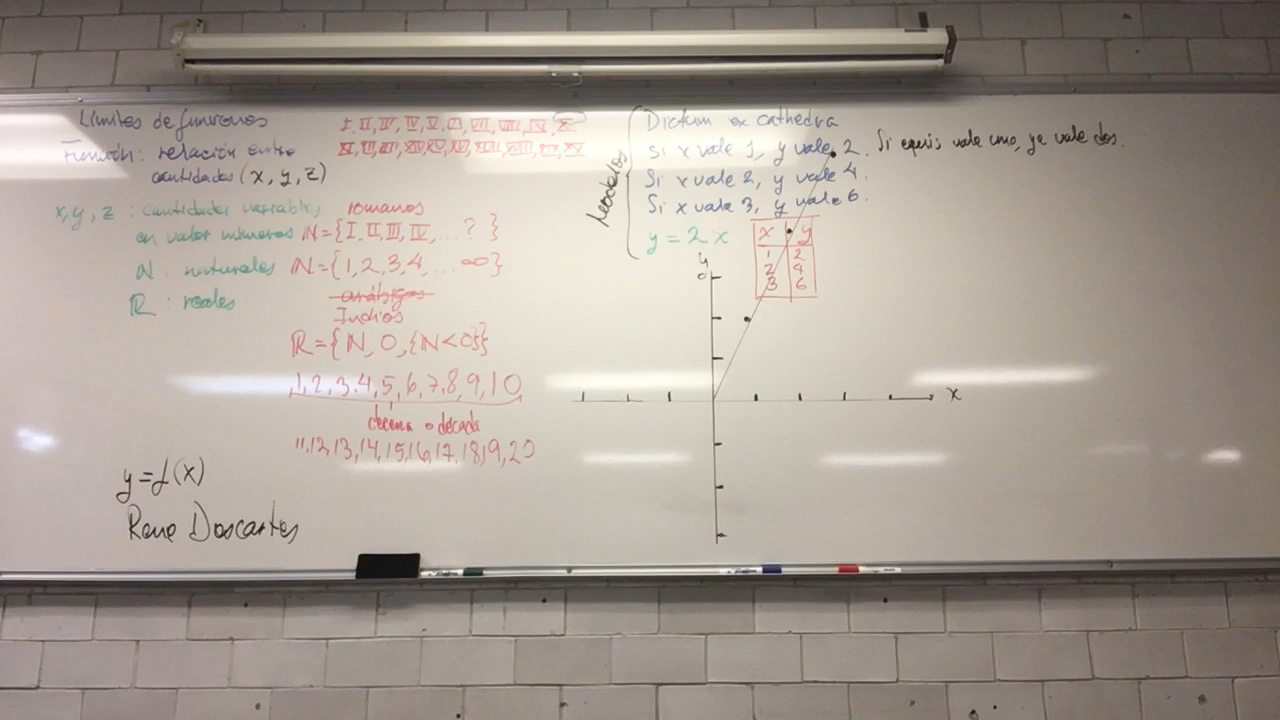 Límites de funciones
Función: relación entre
cantidades (x, y, z)
x, y, z : cantidades variables
en valor números
N : naturales
R : reales
I, II, III, IV, V, VI, VII, VIII, IX, X
XI, XII, XIII, XIV, XV, XVI, XVII, XVIII, XIX, XX
romanos
N={I, II, III, IV, ... ? }
N={1,2,3,4, ... ∞}
arábigos
Indios
R={N, 0, {N<0}}
1,2,3,4,5,6,7,8,9,10
decena o década
11,12,13,14,15,16,17,18,19,20
y=f(x)
Rene Descartes
Modelos
Dictum ex cathedra
Si x vale 1, y vale 2. Si equis vale uno, ye vale dos.
Si x vale 2, y vale 4.
Si x vale 3, y vale 6.
y = 2x
x y
1 2
2 4
3 6
y
x